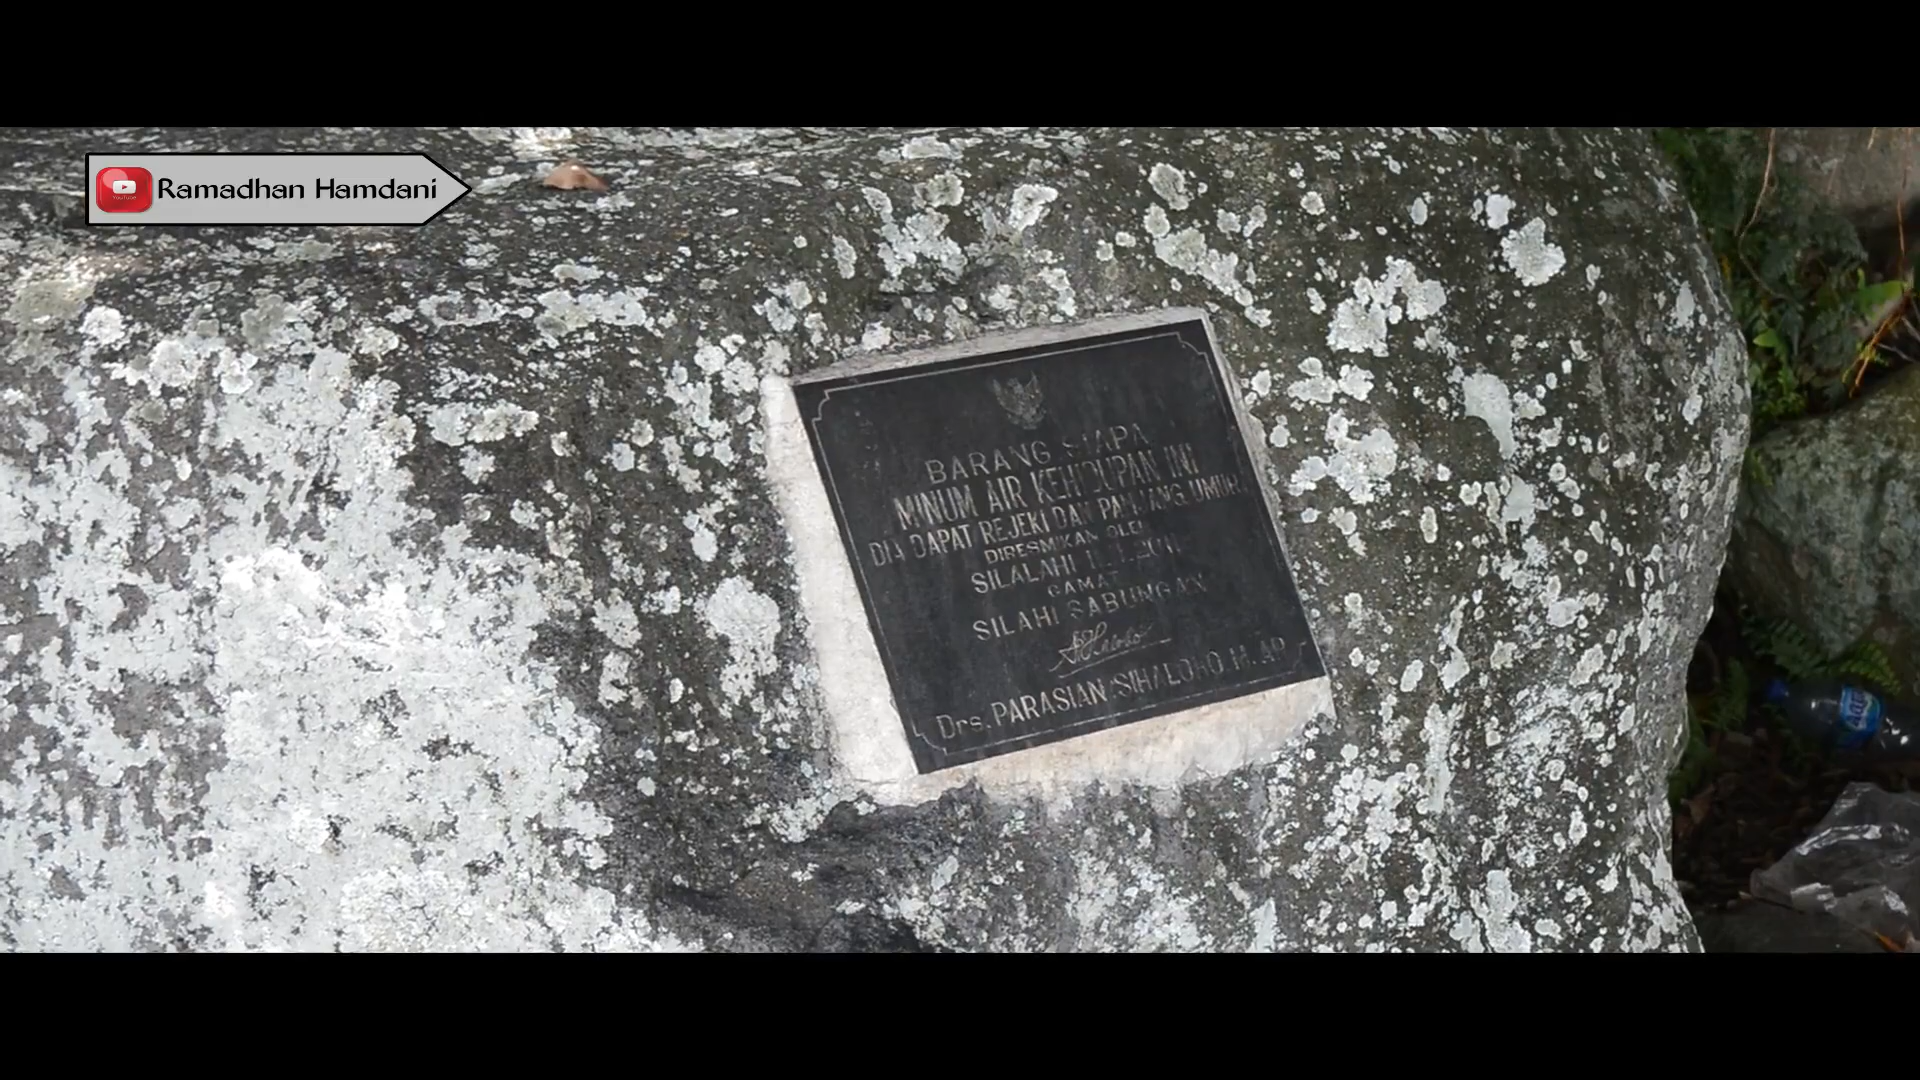 Ramadhan Hamdani
BARANG SIAPA
MINUM AIR KEHIDUPAN INI
DIA DAPAT REJEKI DAN PANJANG UMUR
DIRESMIKAN OLEH
SILALAHI
CAMAT
SILAHI SABUNGAN
Drs. PARASIAN SIHALOHO M. AP